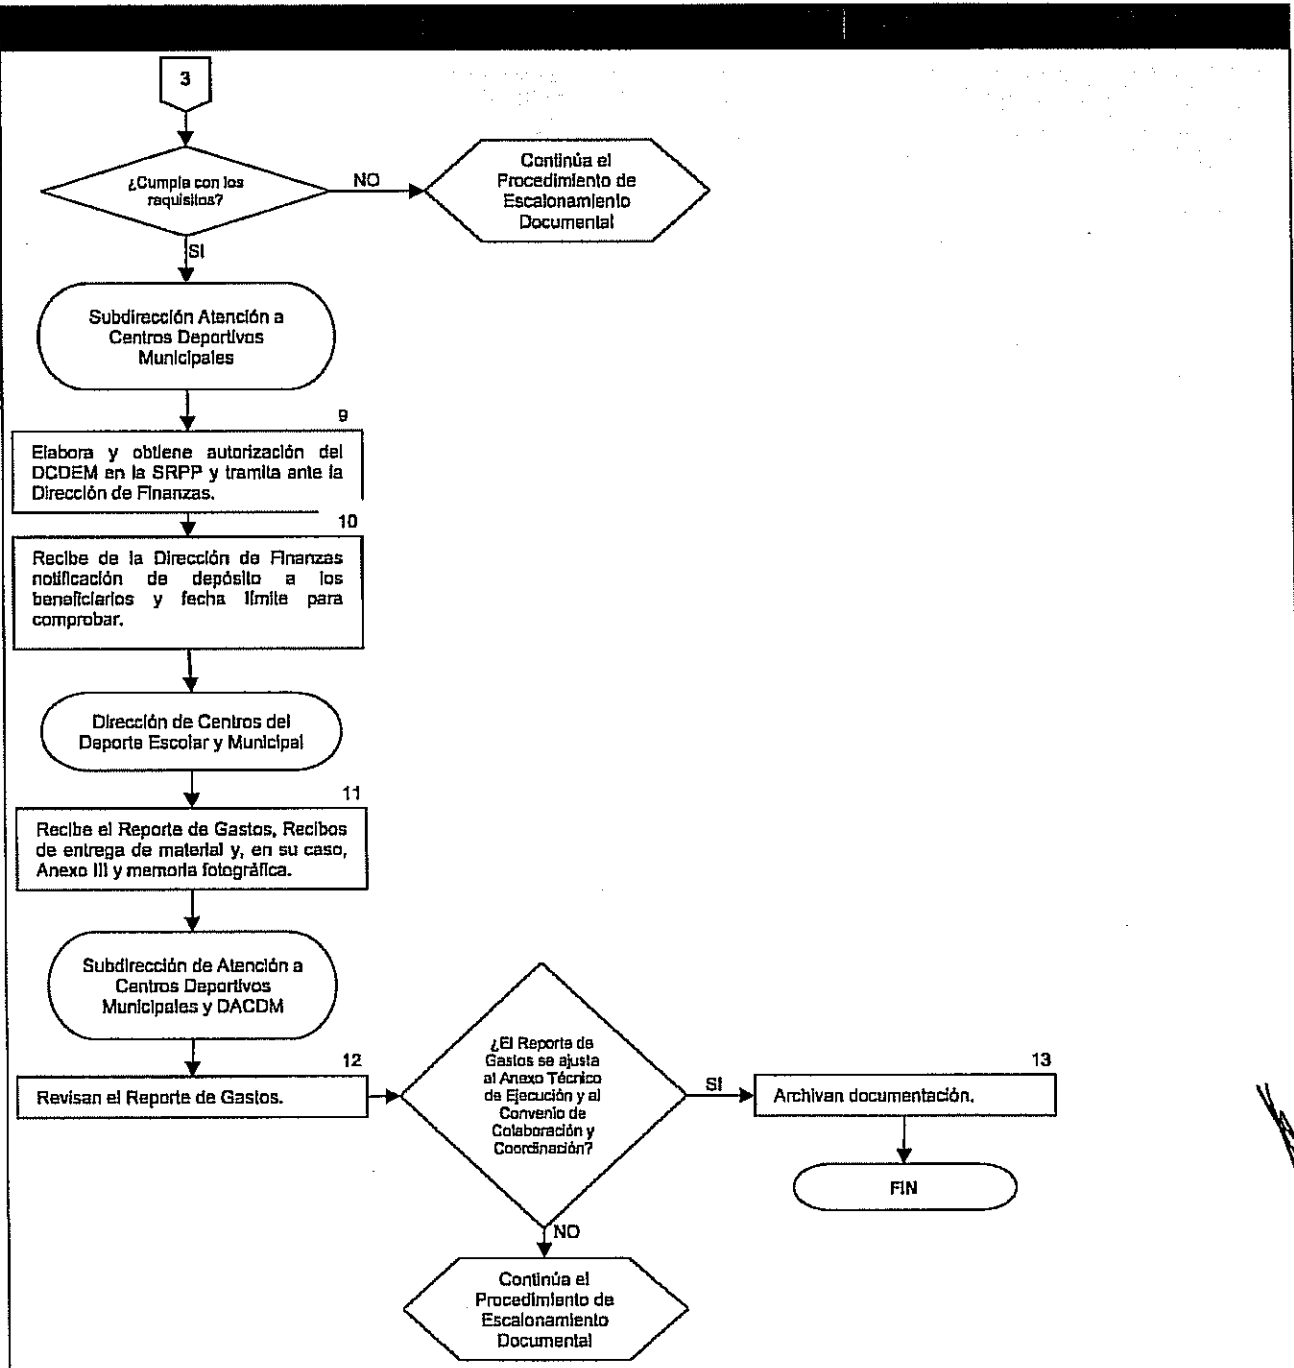 3
¿Cumple con los
requisitos?
NO
Continúa el
Procedimiento de
Escalonamiento
Documental
SI
Subdirección Atención a
Centros Deportivos
Municipales
9
Elabora y obtiene autorización del
DCDEM en la SRPP y tramita ante la
Dirección de Finanzas.
10
Recibe de la Dirección de Finanzas
notificación de depósito a los
beneficiarios y fecha límite para
comprobar.
Dirección de Centros del
Deporte Escolar y Municipal
11
Recibe el Reporte de Gastos, Recibos
de entrega de material y, en su caso,
Anexo III y memoria fotográfica.
Subdirección de Atención a
Centros Deportivos
Municipales y DACDM
12
Revisan el Reporte de Gastos.
¿El Reporte de
Gastos se ajusta
al Anexo Técnico
de Ejecución y al
Convenio de
Colaboración y
Coordinación?
SI
13
Archivan documentación.
FIN
NO
Continúa el
Procedimiento de
Escalonamiento
Documental